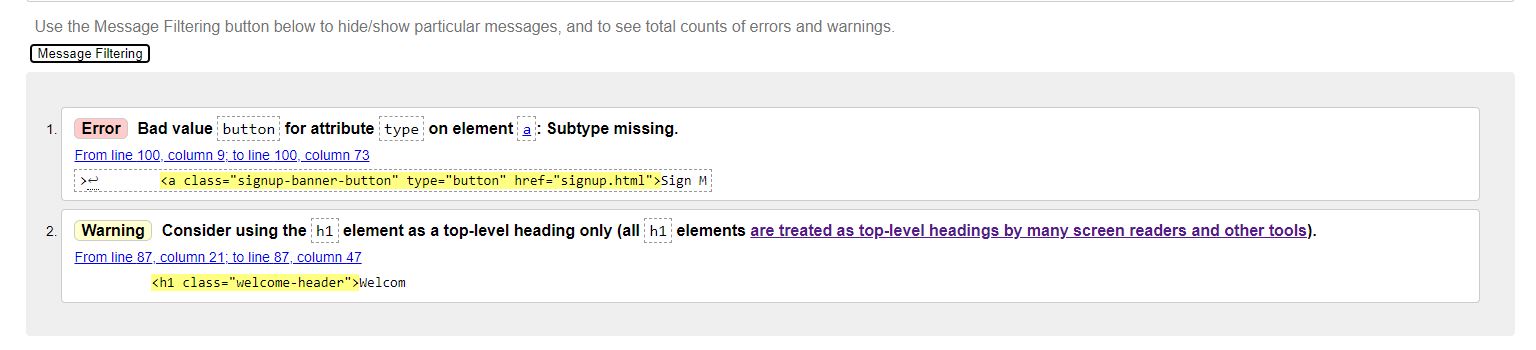 Use the Message Filtering button below to hide/show particular messages, and to see total counts of errors and warnings.
Message Filtering
1. Error Bad value button for attribute type on element a: Subtype missing.
From line 100, column 9; to line 100, column 73
>↩ <a class="signup-banner-button" type="button" href="signup.html">Sign M
2. Warning Consider using the h1 element as a top-level heading only (all h1 elements are treated as top-level headings by many screen readers and other tools).
From line 87, column 21; to line 87, column 47
<h1 class="welcome-header">Welcom